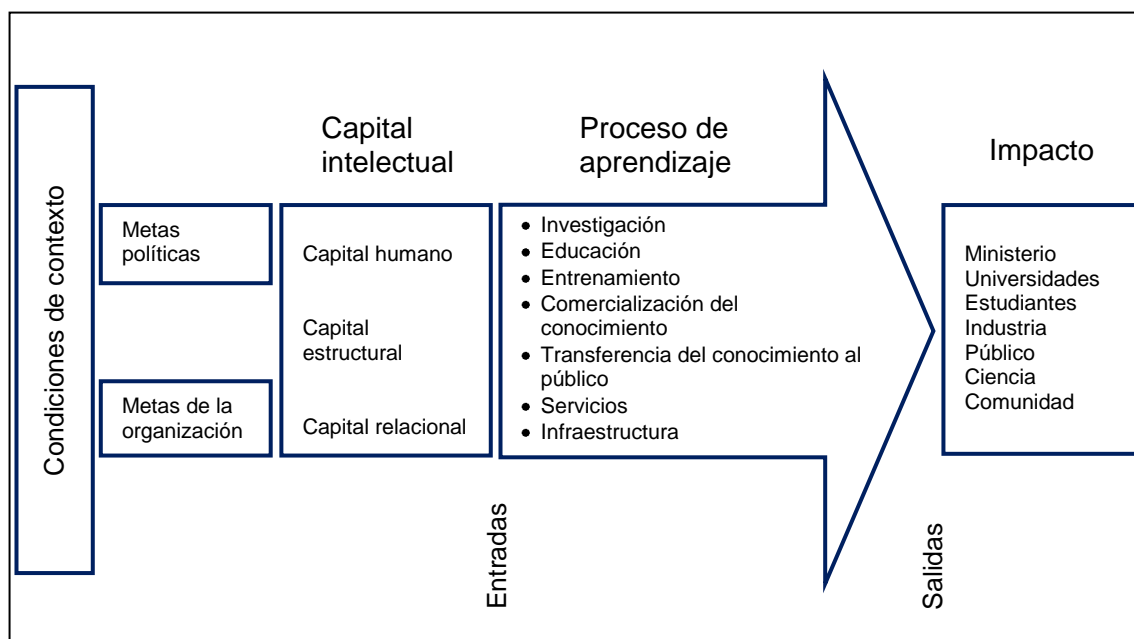 Condiciones de contexto
Metas
políticas
Metas de la
organización
Capital
intelectual
Capital humano
Capital
estructural
Capital relacional
Proceso de
aprendizaje
• Investigación
• Educación
• Entrenamiento
• Comercialización del
conocimiento
• Transferencia del conocimiento al
público
• Servicios
• Infraestructura
Impacto
Ministerio
Universidades
Estudiantes
Industria
Público
Ciencia
Comunidad
Entradas
Salidas